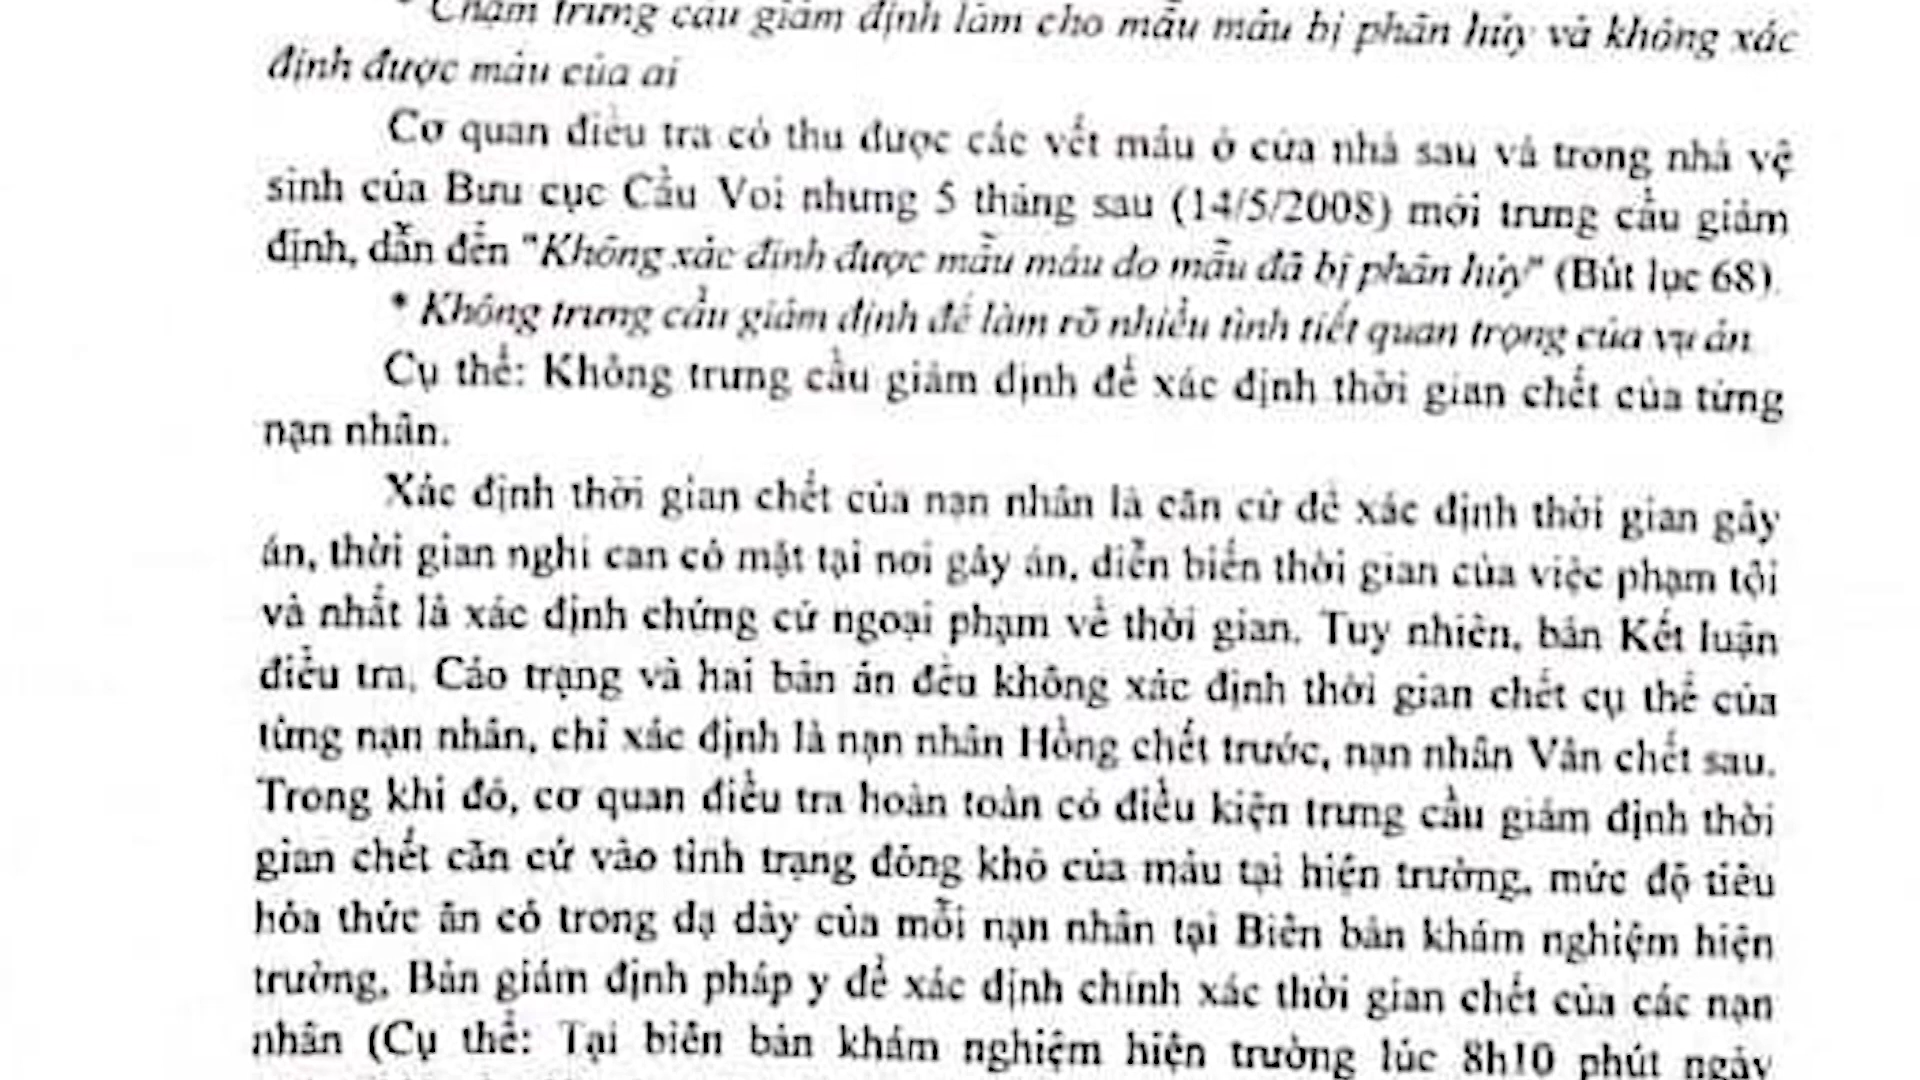 * Chậm trưng cầu giám định làm cho mẫu máu bị phân hủy và không xác
định được máu của ai
Cơ quan điều tra có thu được các vết máu ở cửa nhà sau và trong nhà vệ
sinh của Bưu cục Cầu Voi nhưng 5 tháng sau (14/5/2008) mới trưng cầu giám
định, dẫn đến "Không xác định được mẫu máu do mẫu đã bị phân hủy" (Bút lục 68).
* Không trưng cầu giám định để làm rõ nhiều tình tiết quan trọng của vụ án
Cụ thể: Không trưng cầu giám định để xác định thời gian chết của từng
nạn nhân.
Xác định thời gian chết của nạn nhân là căn cứ để xác định thời gian gây
án, thời gian nghi can có mặt tại nơi gây án, diễn biến thời gian của việc phạm tội
và nhất là xác định chứng cứ ngoại phạm về thời gian. Tuy nhiên, bản Kết luận
điều tra, Cáo trạng và hai bản án đều không xác định thời gian chết cụ thể của
từng nạn nhân, chỉ xác định là nạn nhân Hồng chết trước, nạn nhân Vân chết sau.
Trong khi đó, cơ quan điều tra hoàn toàn có điều kiện trưng cầu giám định thời
gian chết căn cứ vào tình trạng đông khô của máu tại hiện trường, mức độ tiêu
hóa thức ăn có trong dạ dày của mỗi nạn nhân tại Biên bản khám nghiệm hiện
trường, Bản giám định pháp y để xác định chính xác thời gian chết của các nạn
nhân (Cụ thể: Tại biên bản khám nghiệm hiện trường lúc 8h10 phút ngày